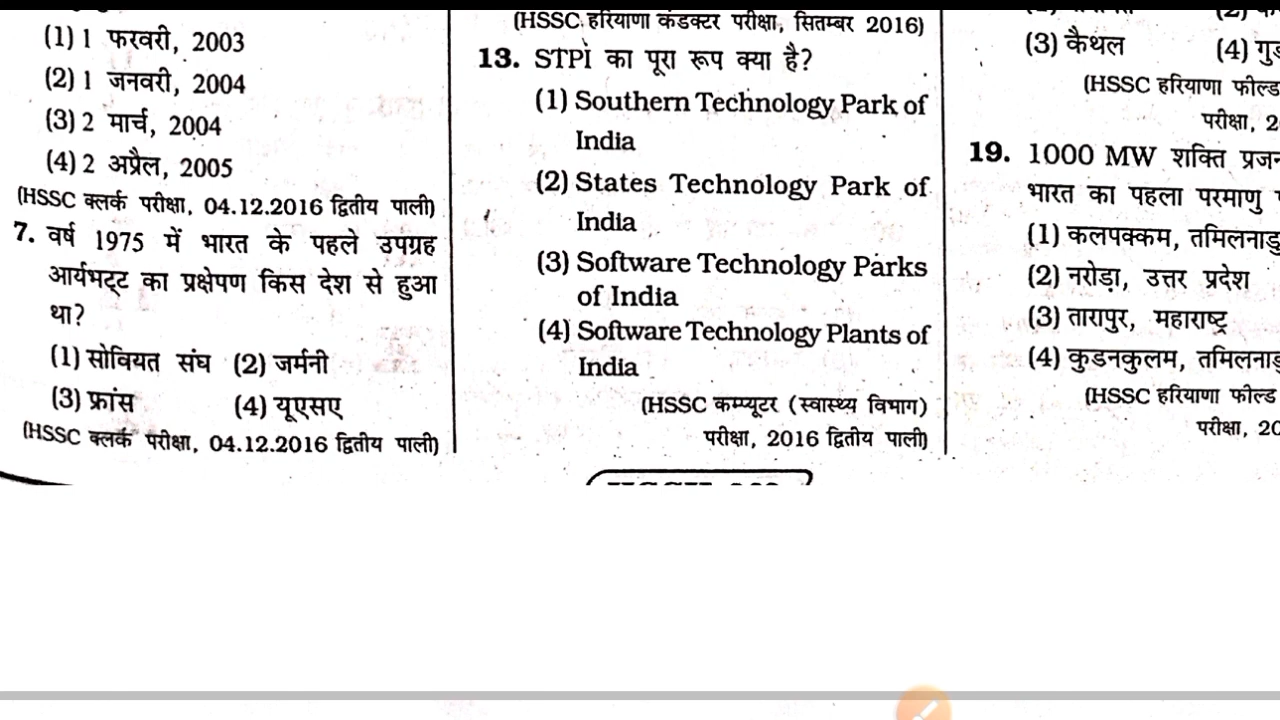 (1) 1 फरवरी, 2003
(2) 1 जनवरी, 2004
(3) 2 मार्च, 2004
(4) 2 अप्रैल, 2005
(HSSC क्लर्क परीक्षा, 04.12.2016 द्वितीय पाली)
7. वर्ष 1975 में भारत के पहले उपग्रह
आर्यभट्ट का प्रक्षेपण किस देश से हुआ
था?
(1) सोवियत संघ (2) जर्मनी
(3) फ्रांस (4) यूएसए
(HSSC क्लर्क परीक्षा, 04.12.2016 द्वितीय पाली)
(HSSC हरियाणा कंडक्टर परीक्षा, सितम्बर 2016)
13. STPI का पूरा रूप क्या है?
(1) Southern Technology Park of
India
(2) States Technology Park of
India
(3) Software Technology Parks
of India
(4) Software Technology Plants of
India
(HSSC कम्प्यूटर (स्वास्थ्य विभाग)
परीक्षा, 2016 द्वितीय पाली)
(3) कैथल (4)
(HSSC हरियाणा फील्ड
परीक्षा,
19. 1000 MW शक्ति
भारत का पहला परमाणु
(1) कलपक्कम, तमिलनाडु
(2) नरोड़ा, उत्तर प्रदेश
(3) तारापुर, महाराष्ट्र
(4) कुडनकुलम,
(HSSC हरियाणा फील्ड
परीक्षा,